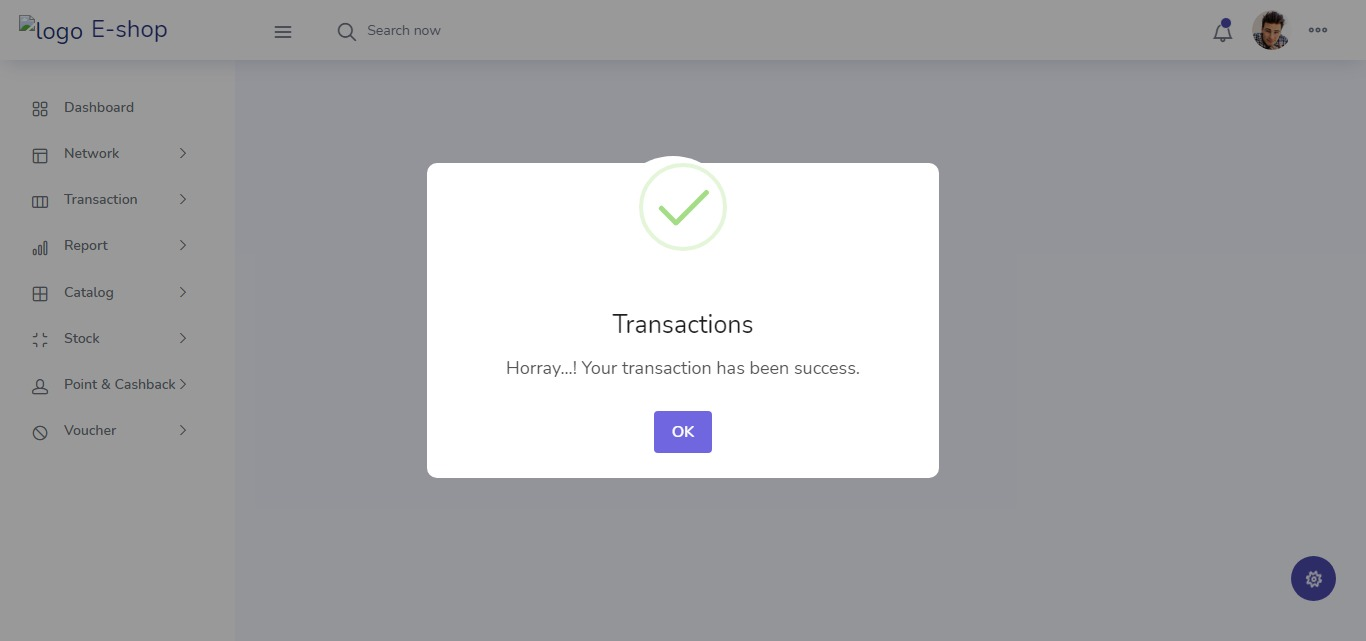 logo E-shop
Search now
Dashboard
Network
Transaction
Report
Catalog
Stock
Point & Cashback
Voucher
Transactions
Horray...! Your transaction has been success.
OK